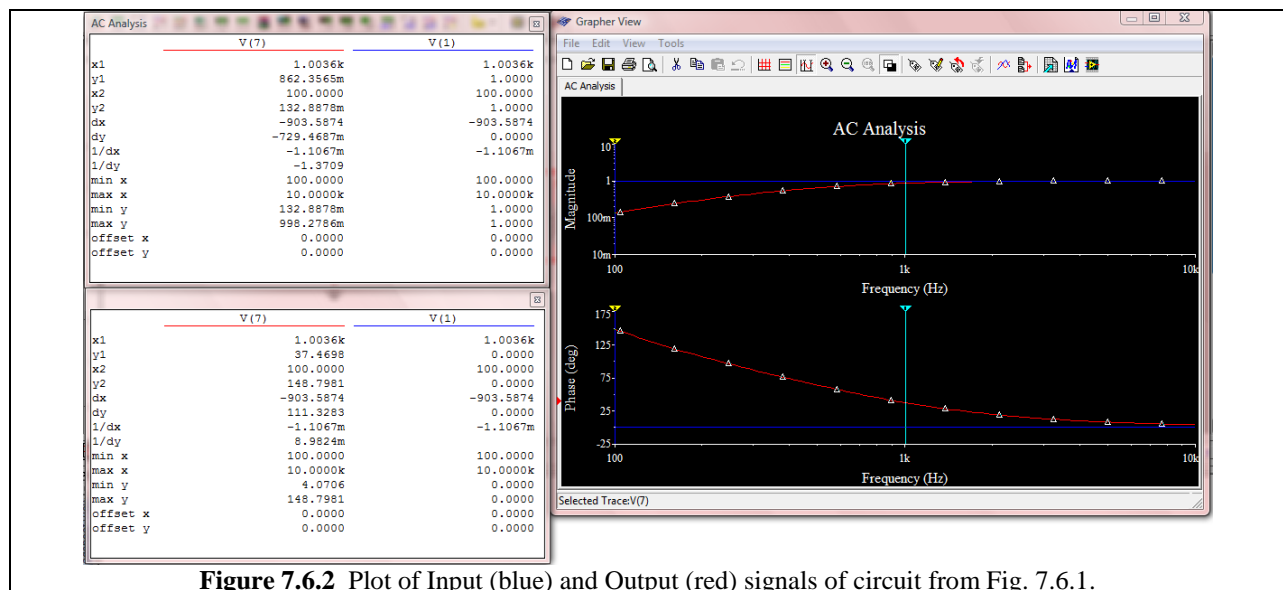 AC Analysis
V(7) V(1)
x1 1.0036k 1.0036k
y1 862.3565m 1.0000
x2 100.0000 100.0000
y2 132.8878m 1.0000
dx -903.5874 -903.5874
dy -729.4687m 0.0000
1/dx -1.1067m -1.1067m
1/dy -1.3709
min x 100.0000 100.0000
max x 10.0000k 10.0000k
min y 132.8878m 1.0000
max y 998.2786m 1.0000
offset x 0.0000 0.0000
offset y 0.0000 0.0000
V(7) V(1)
x1 1.0036k 1.0036k
y1 37.4698 0.0000
x2 100.0000 100.0000
y2 148.7981 0.0000
dx -903.5874 -903.5874
dy 111.3283 0.0000
1/dx -1.1067m -1.1067m
1/dy 8.9824m
min x 100.0000 100.0000
max x 10.0000k 10.0000k
min y 4.0706 0.0000
max y 148.7981 0.0000
offset x 0.0000 0.0000
offset y 0.0000 0.0000
Grapher View
File Edit View Tools
AC Analysis
AC Analysis
Magnitude
10
1
100m
10m
100 1k 10k
Frequency (Hz)
Phase (deg)
175
125
75
25
-25
100 1k 10k
Frequency (Hz)
Selected Trace:V(7)
Figure 7.6.2 Plot of Input (blue) and Output (red) signals of circuit from Fig. 7.6.1.